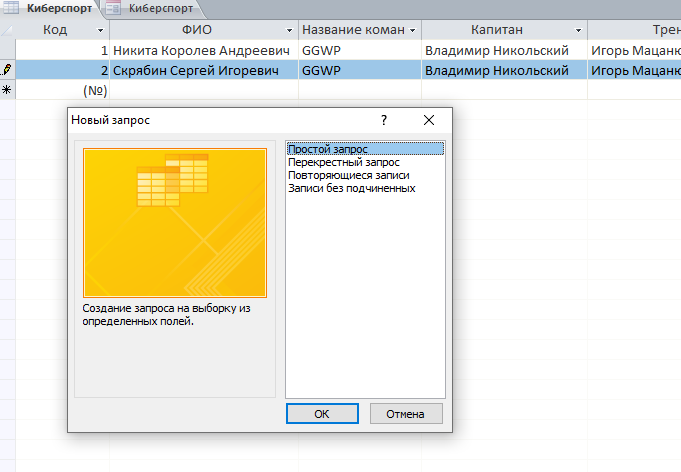 Киберспорт Киберспорт
Код ФИО Название коман Капитан Трен
1 Никита Королев Андреевич GGWP Владимир Никольский Игорь Мацаню
2 Скрябин Сергей Игоревич GGWP Владимир Никольский Игорь Мацаню
(№)
Новый запрос ?
Простой запрос
Перекрестный запрос
Повторяющиеся записи
Записи без подчиненных
Создание запроса на выборку из
определенных полей.
ОК Отмена